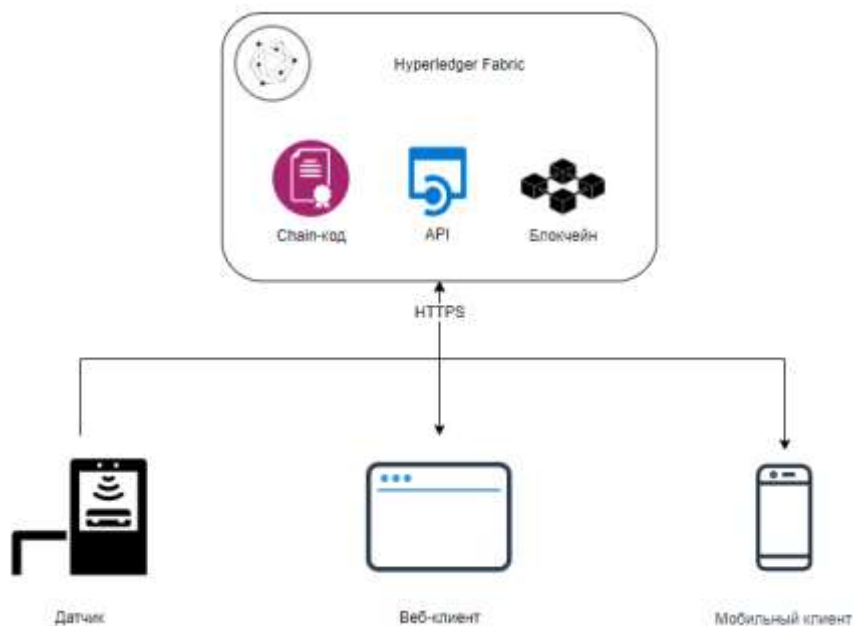 Hyperledger Fabric
Chain-код
API
Блокчейн
HTTPS
Датчик
Веб-клиент
Мобильный клиент